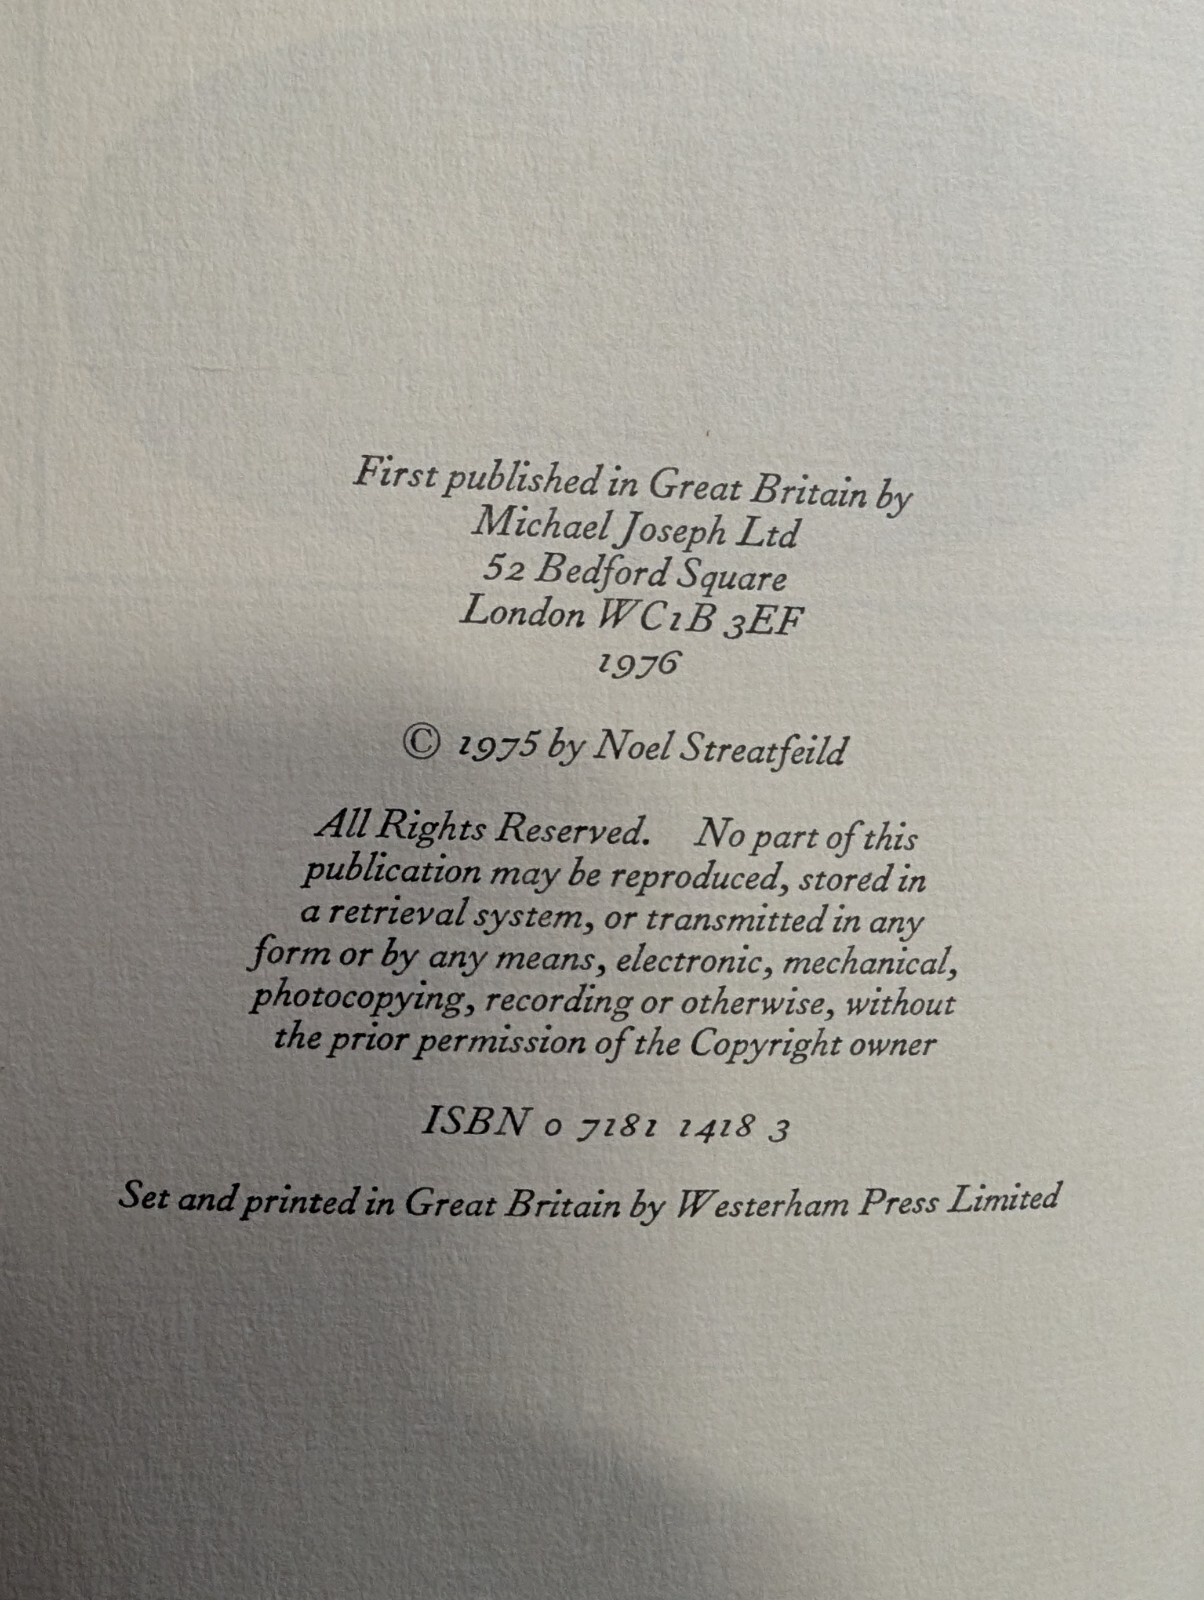 First published in Great Britain by
Michael Joseph Ltd
52 Bedford Square
London WC1B 3EF
1976
© 1975 by Noel Streatfeild
All Rights Reserved. No part of this
publication may be reproduced, stored in
a retrieval system, or transmitted in any
form or by any means, electronic, mechanical,
photocopying, recording or otherwise, without
the prior permission of the Copyright owner
ISBN 0 7181 1418 3
Set and printed in Great Britain by Westerham Press Limited